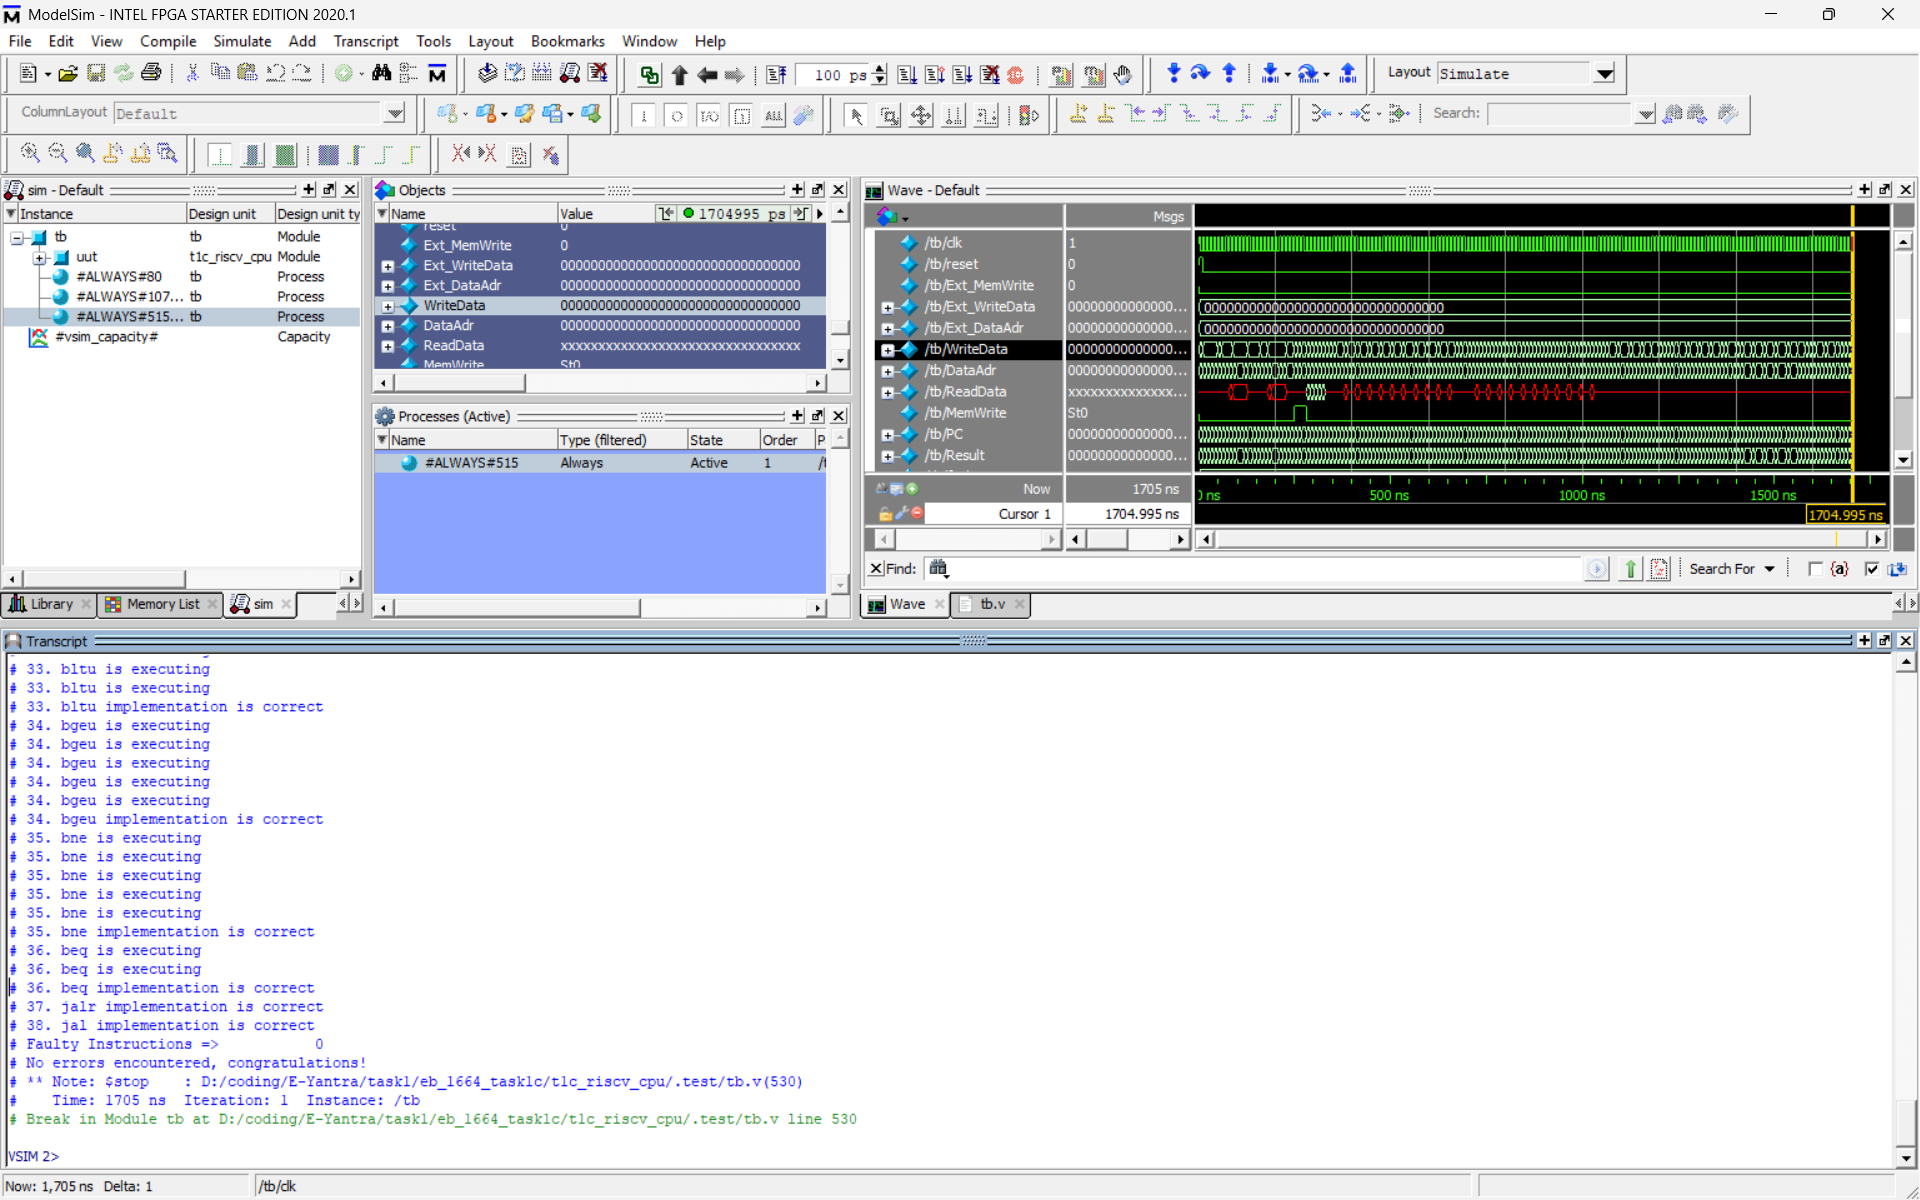 ModelSim - INTEL FPGA STARTER EDITION 2020.1
File Edit View Compile Simulate Add Transcript Tools Layout Bookmarks Window Help
100 ps
Layout Simulate
ColumnLayout Default
Search:
sim - Default
Instance Design unit Design unit ty
tb tb Module
uut t1c_riscv_cpu Module
#ALWAYS#80 tb Process
#ALWAYS#107... tb Process
#ALWAYS#515... tb Process
#vsim_capacity# Capacity
Library Memory List sim
Objects
Name Value 1704995 ps
reset 0
Ext_MemWrite 0
Ext_WriteData 00000000000000000000000000000000
Ext_DataAdr 00000000000000000000000000000000
WriteData 00000000000000000000000000000000
DataAdr 00000000000000000000000000000000
ReadData xxxxxxxxxxxxxxxxxxxxxxxxxxxxxxxx
MemWrite St0
Processes (Active)
Name Type (filtered) State Order P
#ALWAYS#515 Always Active 1 /t
Wave - Default
Msgs
/tb/clk 1
/tb/reset 0
/tb/Ext_MemWrite 0
/tb/Ext_WriteData 0000000000000... 00000000000000000000000000000000
/tb/Ext_DataAdr 0000000000000... 00000000000000000000000000000000
/tb/WriteData 0000000000000...
/tb/DataAdr 0000000000000...
/tb/ReadData xxxxxxxxxxxxxx...
/tb/MemWrite St0
/tb/PC 0000000000000...
/tb/Result 0000000000000...
Now 1705 ns
ns 500 ns 1000 ns 1500 ns
Cursor 1 1704.995 ns 1704.995 ns
Find: Search For {a}
Wave tb.v
Transcript
# 33. bltu is executing
# 33. bltu is executing
# 33. bltu implementation is correct
# 34. bgeu is executing
# 34. bgeu is executing
# 34. bgeu is executing
# 34. bgeu is executing
# 34. bgeu is executing
# 34. bgeu implementation is correct
# 35. bne is executing
# 35. bne is executing
# 35. bne is executing
# 35. bne is executing
# 35. bne is executing
# 35. bne implementation is correct
# 36. beq is executing
# 36. beq is executing
# 36. beq implementation is correct
# 37. jalr implementation is correct
# 38. jal implementation is correct
# Faulty Instructions => 0
# No errors encountered, congratulations!
# ** Note: $stop : D:/coding/E-Yantra/task1/eb_1664_task1c/t1c_riscv_cpu/.test/tb.v(530)
# Time: 1705 ns Iteration: 1 Instance: /tb
# Break in Module tb at D:/coding/E-Yantra/task1/eb_1664_task1c/t1c_riscv_cpu/.test/tb.v line 530
VSIM 2>
Now: 1,705 ns Delta: 1 /tb/clk